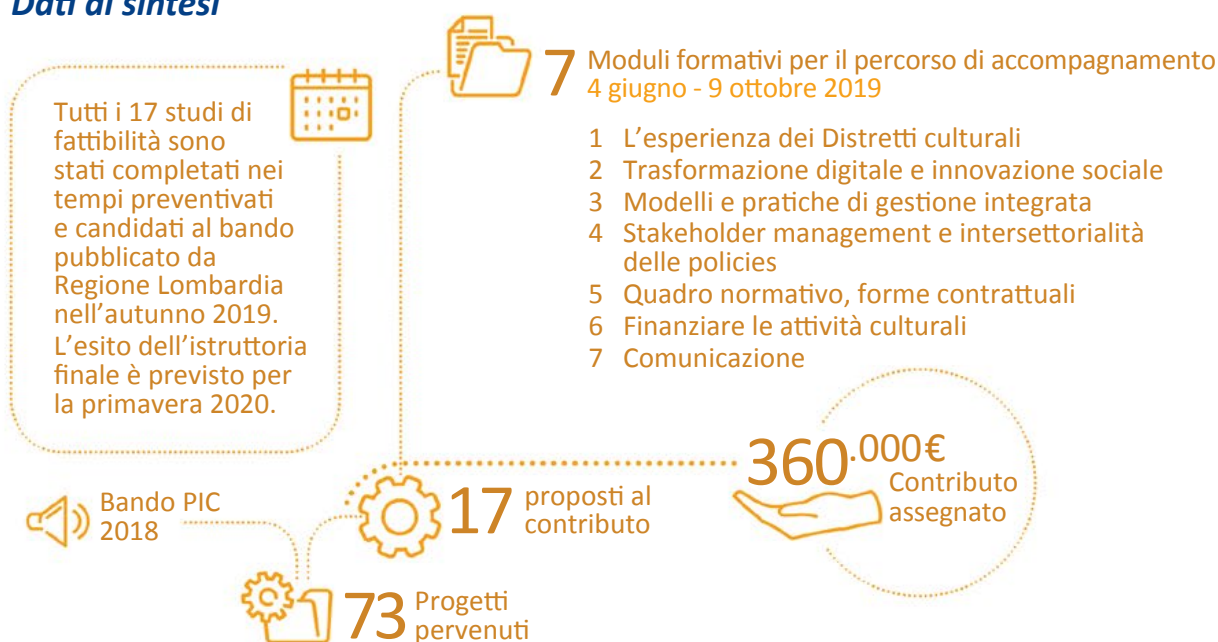 Dati di sintesi
Tutti i 17 studi di
fattibilità sono
stati completati nei
tempi preventivati
e candidati al bando
pubblicato da
Regione Lombardia
nell'autunno 2019.
L'esito dell'istruttoria
finale è previsto per
la primavera 2020.
7 Moduli formativi per il percorso di accompagnamento
4 giugno - 9 ottobre 2019
1 L'esperienza dei Distretti culturali
2 Trasformazione digitale e innovazione sociale
3 Modelli e pratiche di gestione integrata
4 Stakeholder management e intersettorialità
delle policies
5 Quadro normativo, forme contrattuali
6 Finanziare le attività culturali
7 Comunicazione
Bando PIC
2018
73 Progetti
pervenuti
17 proposti al
contributo
360.000€
Contributo
assegnato